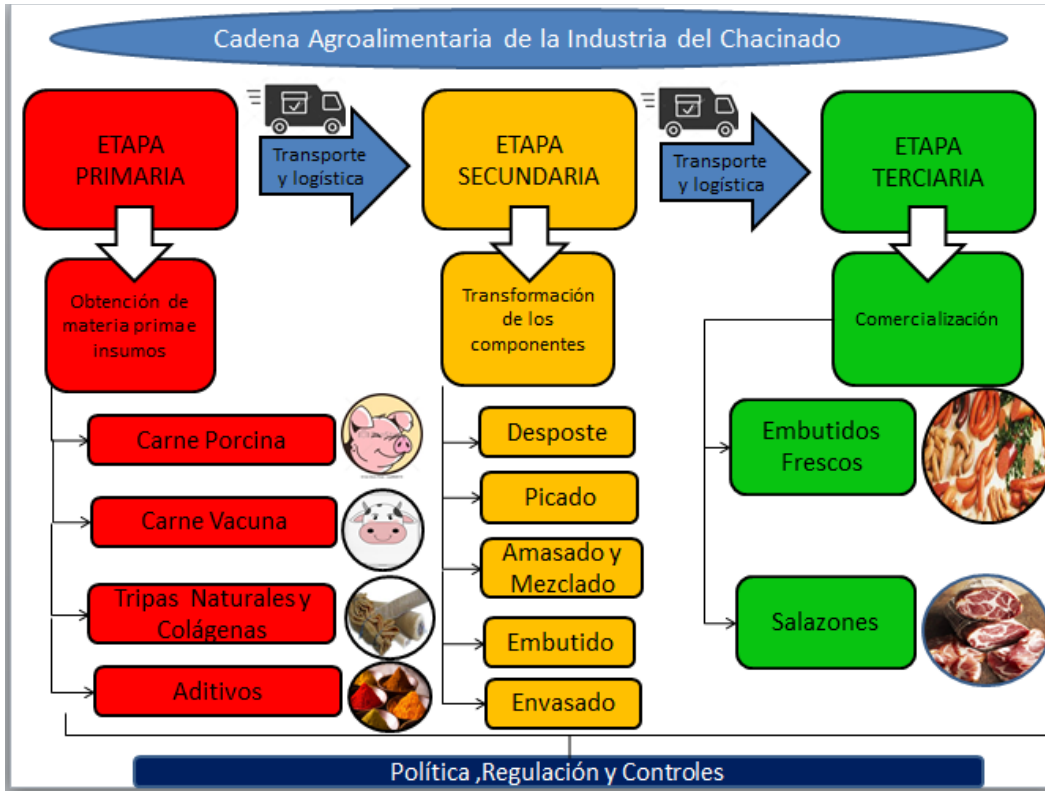 Cadena Agroalimentaria de la Industria del Chacinado
ETAPA
PRIMARIA
Transporte
y logística
ETAPA
SECUNDARIA
Transporte
y logística
ETAPA
TERCIARIA
Obtención de
materia prima e
insumos
Transformación
de los
componentes
Comercialización
Carne Porcina
Carne Vacuna
Tripas Naturales y
Colágenas
Aditivos
Desposte
Picado
Amasado y
Mezclado
Embutido
Envasado
Embutidos
Frescos
Salazones
Política ,Regulación y Controles